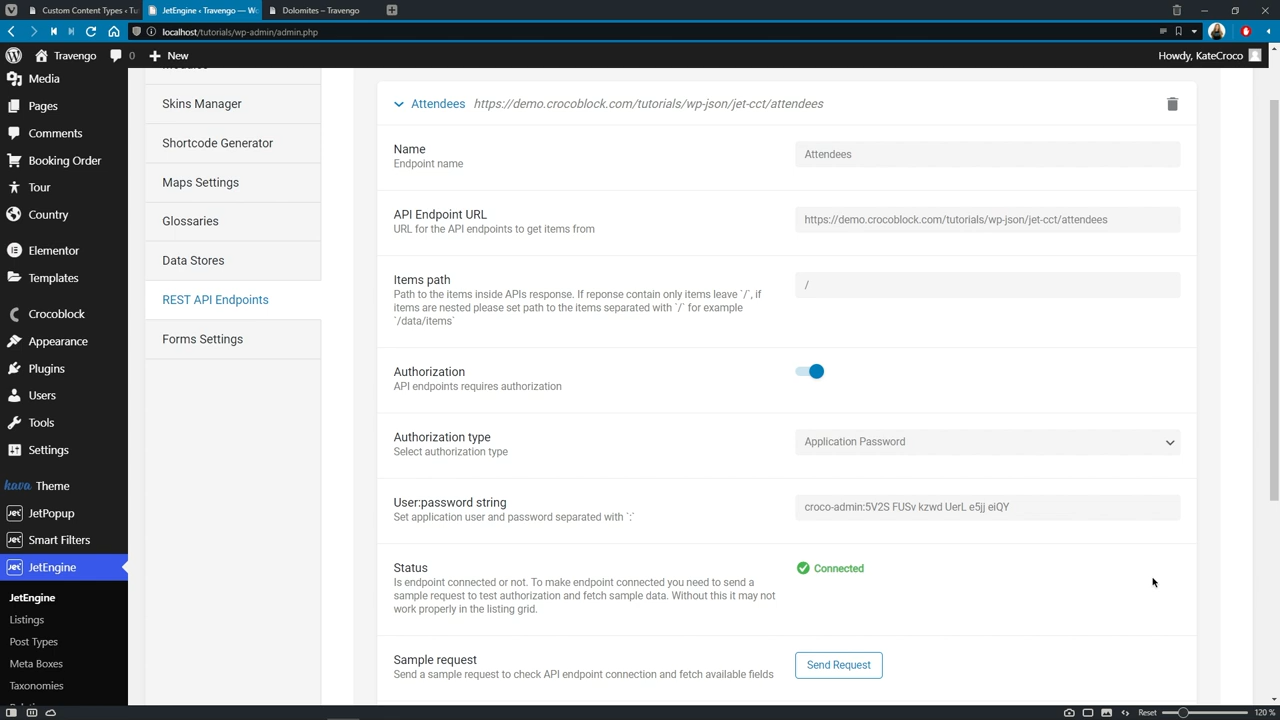 Custom Content Types ‹ Tu
JetEngine ‹ Travengo — Wo
Dolomites – Travengo
localhost/tutorials/wp-admin/admin.php
Travengo
0
New
Howdy, KateCroco
Media
Pages
Comments
Booking Order
Tour
Country
Elementor
Templates
Crocoblock
Appearance
Plugins
Users
Tools
Settings
kava Theme
JET JetPopup
JET Smart Filters
JET JetEngine
JetEngine
Listings
Post Types
Meta Boxes
Taxonomies
Skins Manager
Shortcode Generator
Maps Settings
Glossaries
Data Stores
REST API Endpoints
Forms Settings
Attendees https://demo.crocoblock.com/tutorials/wp-json/jet-cct/attendees
Name
Endpoint name
Attendees
API Endpoint URL
URL for the API endpoints to get items from
https://demo.crocoblock.com/tutorials/wp-json/jet-cct/attendees
Items path
Path to the items inside APIs response. If reponse contain only items leave `/`, if
items are nested please set path to the items separated with `/` for example
`/data/items`
/
Authorization
API endpoints requires authorization
Authorization type
Select authorization type
Application Password
User:password string
Set application user and password separated with `:`
croco-admin:5V2S FUSv kzwd UerL e5jj eiQY
Status
Is endpoint connected or not. To make endpoint connected you need to send a
sample request to test authorization and fetch sample data. Without this it may not
work properly in the listing grid.
Connected
Sample request
Send a sample request to check API endpoint connection and fetch available fields
Send Request
Reset
120 %